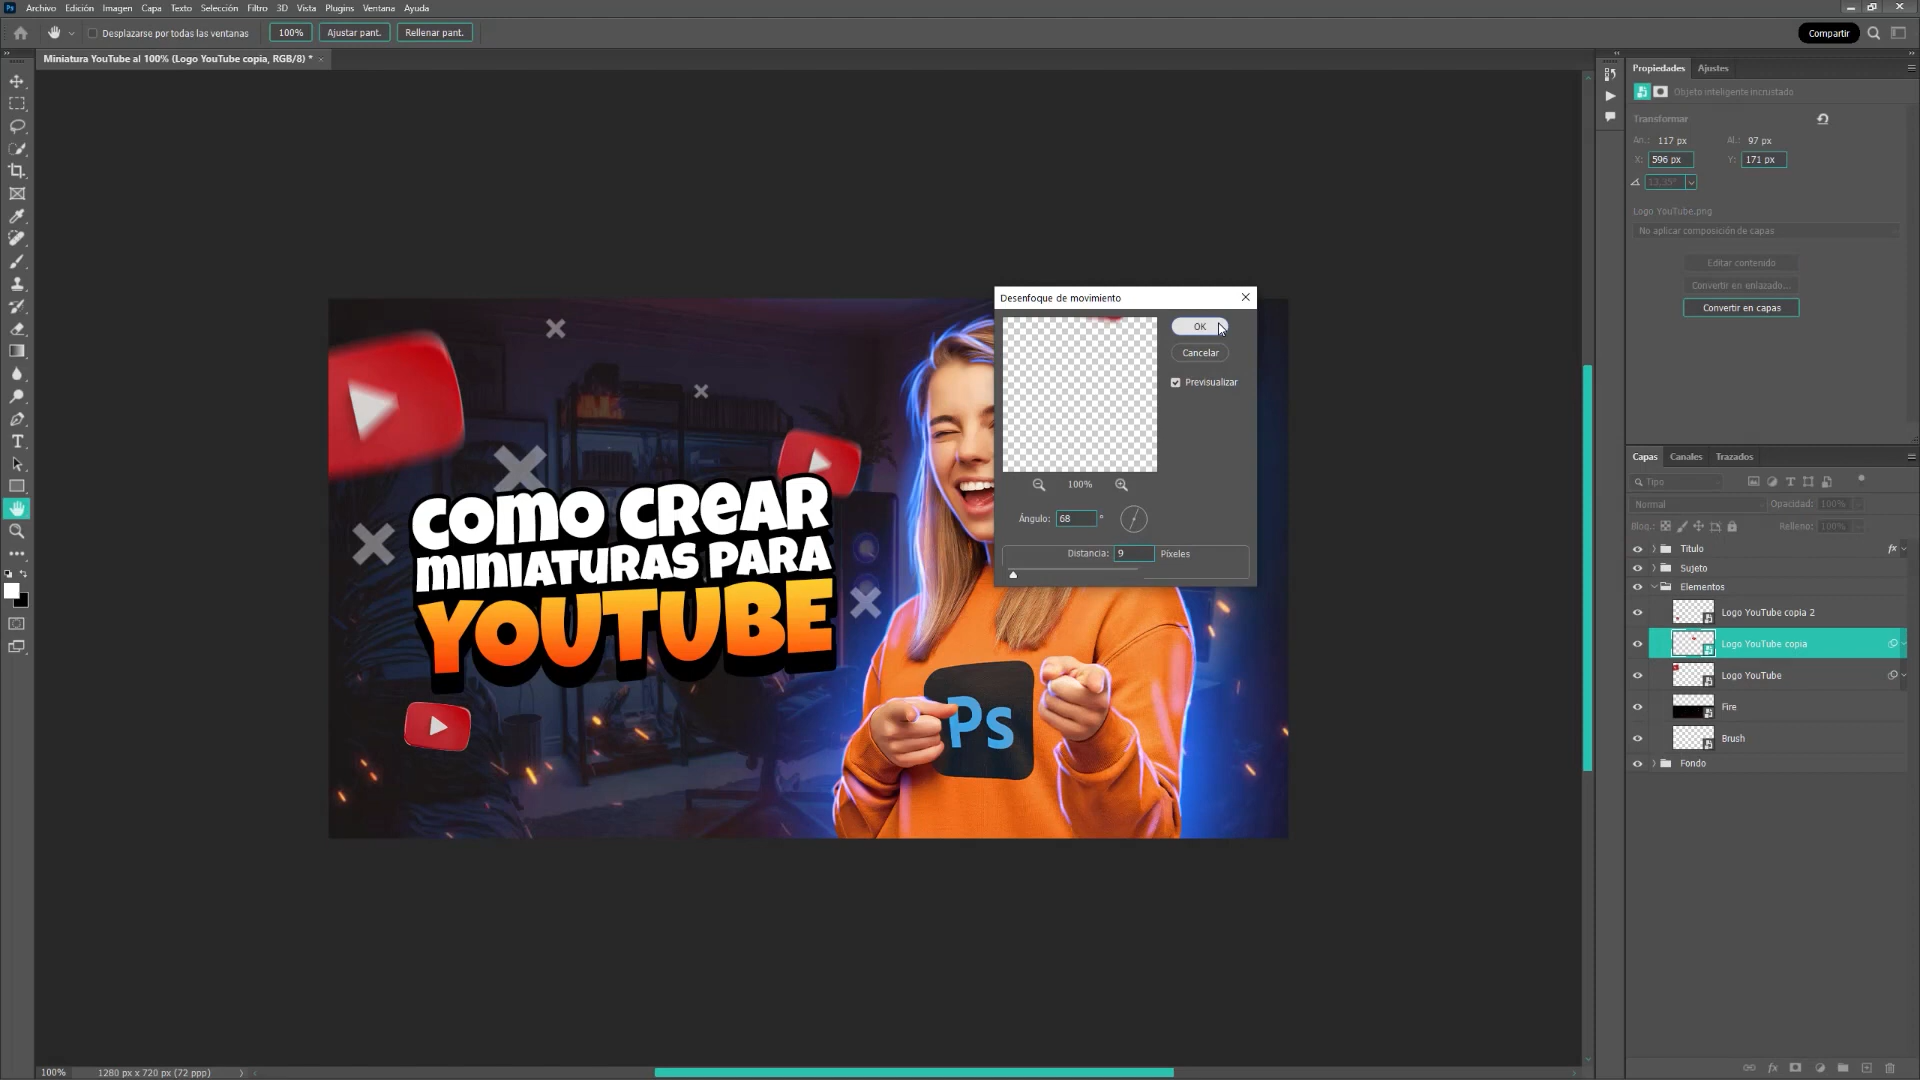 Ps Archivo Edición Imagen Capa Texto Selección Filtro 3D Vista Plugins Ventana Ayuda
Desplazarse por todas las ventanas 100% Ajustar pant. Rellenar pant. Compartir
Miniatura YouTube al 100% (Logo YouTube copia, RGB/8) * ×
COMO CREAR
MINIATURAS PARA
YOUTUBE
Ps
Desenfoque de movimiento
OK
Cancelar
Previsualizar
100%
Ángulo: 68 °
Distancia: 9 Píxeles
Propiedades Ajustes
Objeto inteligente incrustado
Transformar
An.: 117 px Al.: 97 px
X: 596 px Y: 171 px
13,35°
Logo YouTube.png
No aplicar composición de capas
Editar contenido
Convertir en enlazado...
Convertir en capas
Capas Canales Trazados
Tipo
Normal Opacidad: 100%
Bloq.: Relleno: 100%
Titulo fx
Sujeto
Elementos
Logo YouTube copia 2
Logo YouTube copia
Logo YouTube
Fire
Brush
Fondo
100% 1280 px x 720 px (72 ppp)
fx